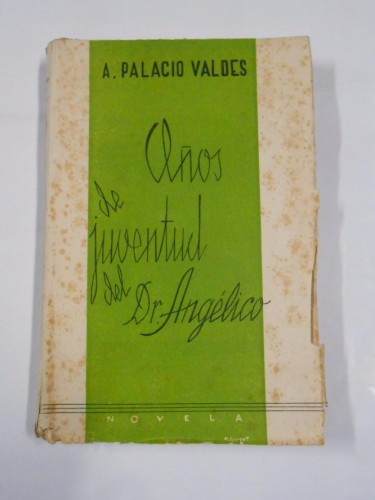 A. PALACIO VALDES
Años
de
juventud
del
Dr. Angélico
NOVELA